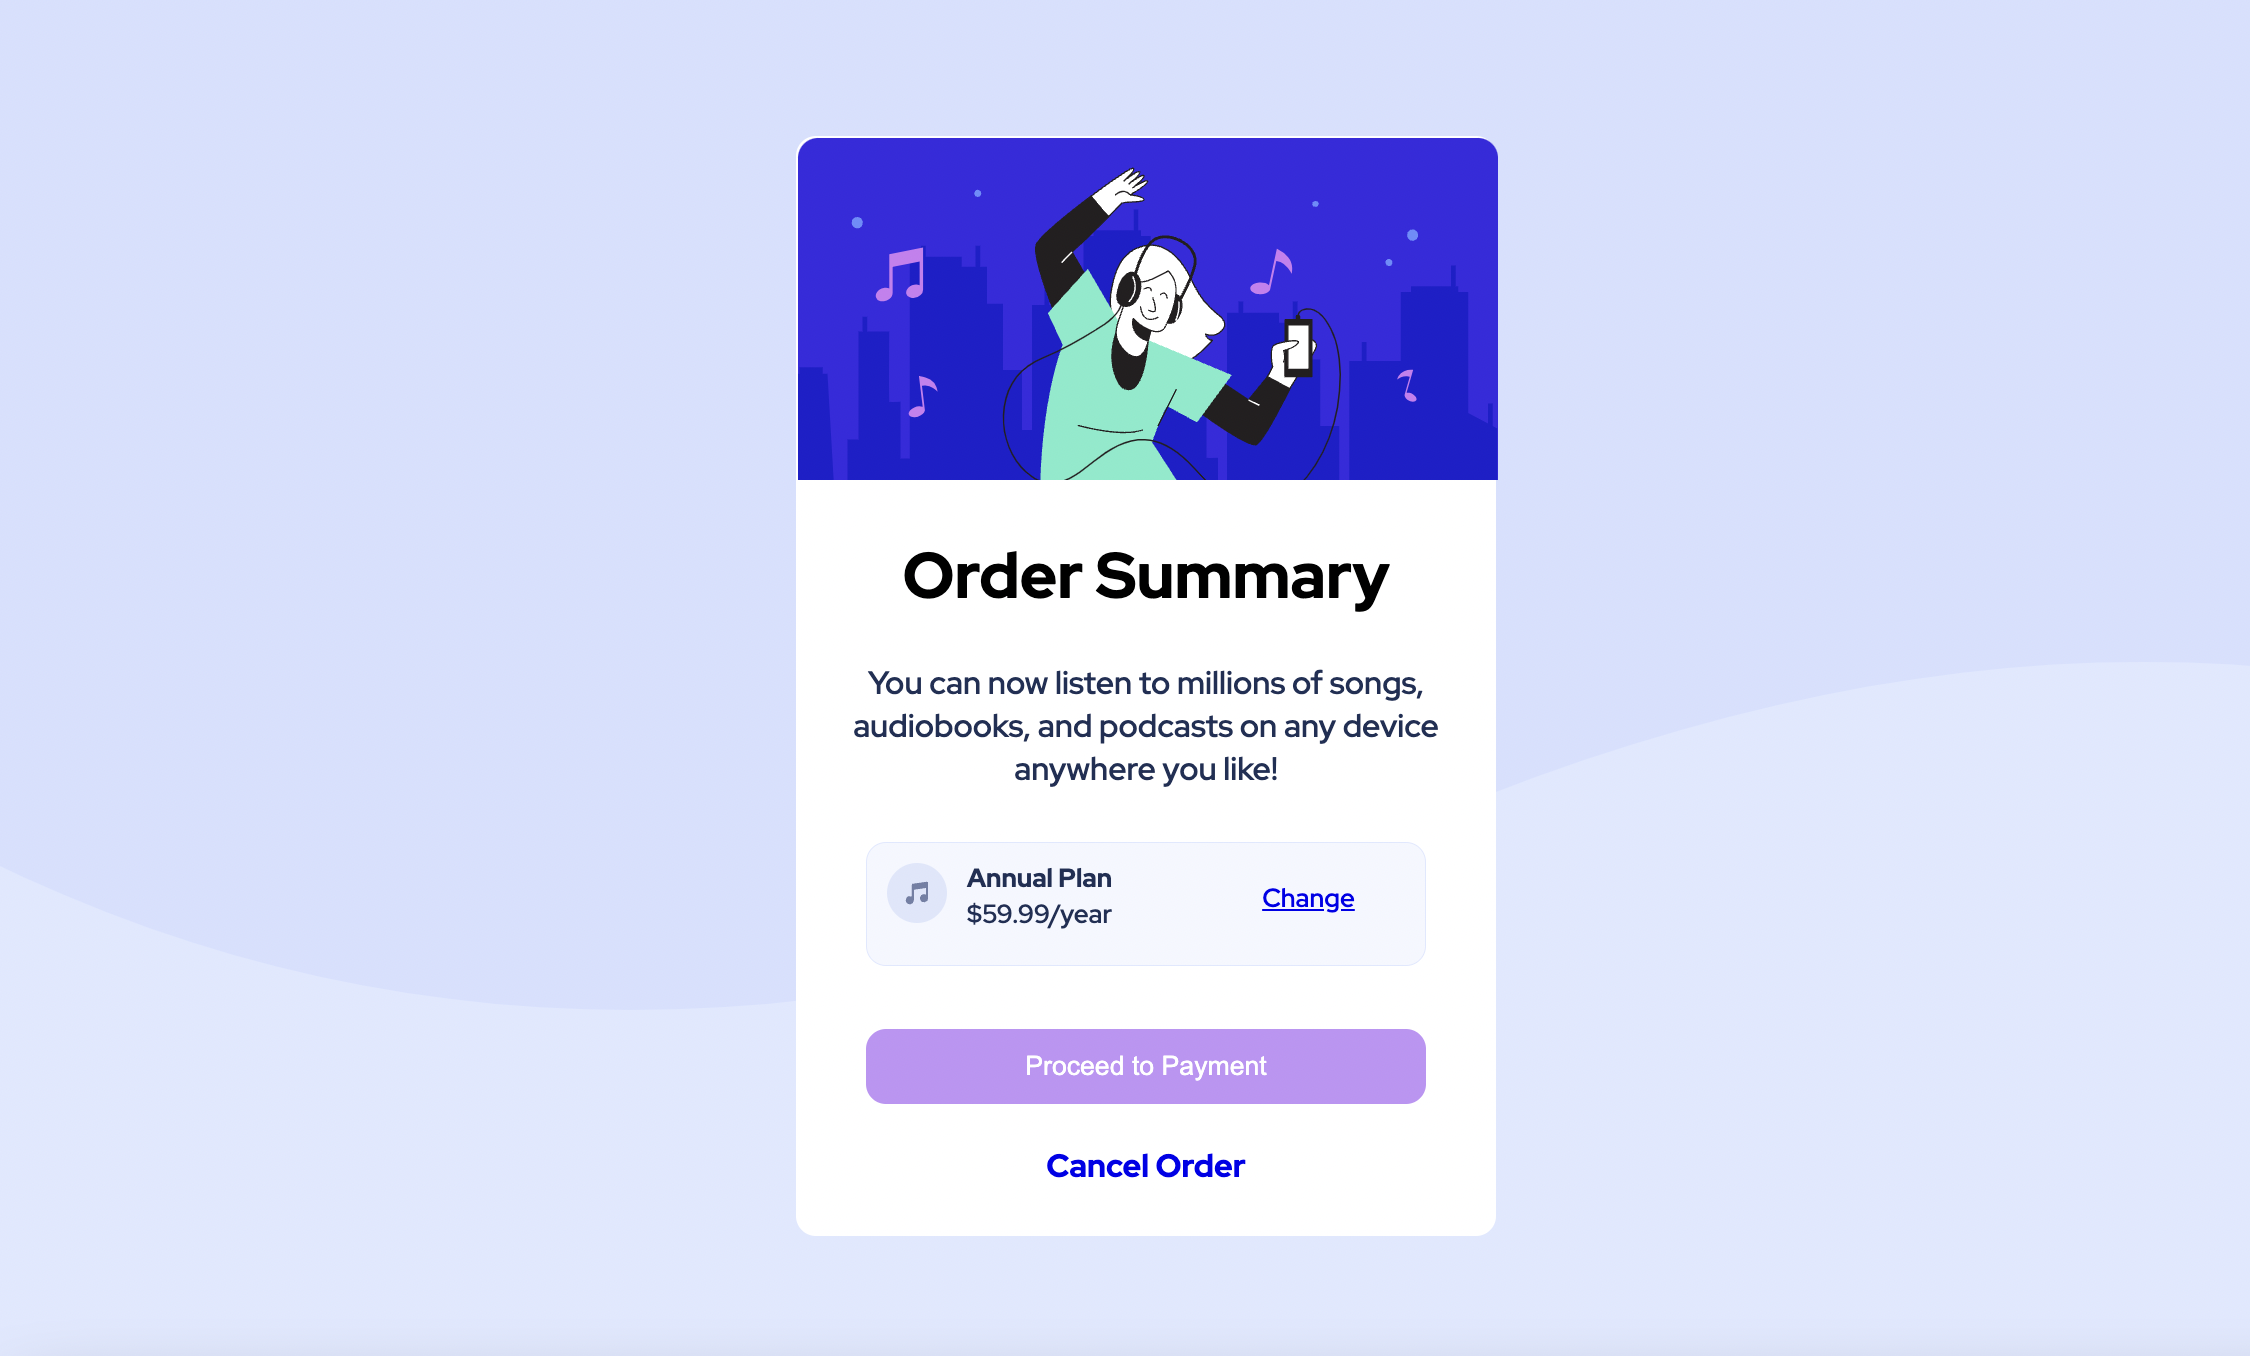 Order Summary
You can now listen to millions of songs,
audiobooks, and podcasts on any device
anywhere you like!
Annual Plan
$59.99/year
Change
Proceed to Payment
Cancel Order